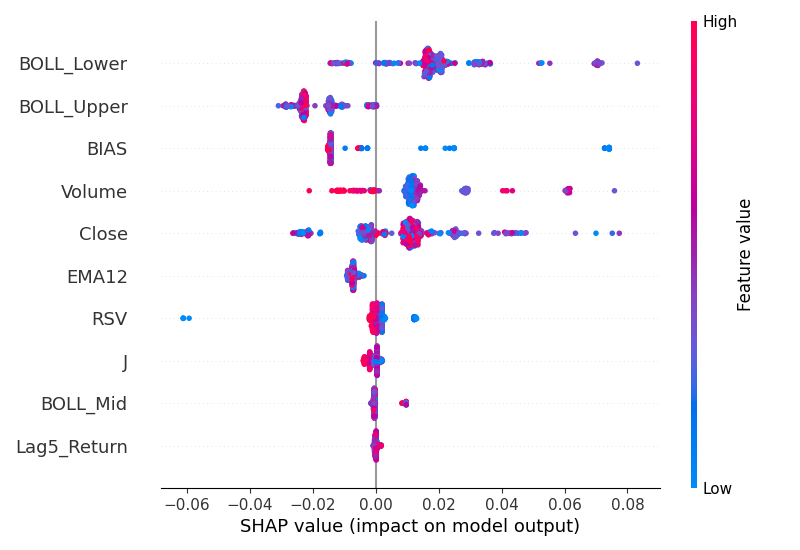 High
BOLL_Lower
BOLL_Upper
BIAS
Volume
Close
EMA12
RSV
J
BOLL_Mid
Lag5_Return
Feature value
Low
−0.06 −0.04 −0.02 0.00 0.02 0.04 0.06 0.08
SHAP value (impact on model output)